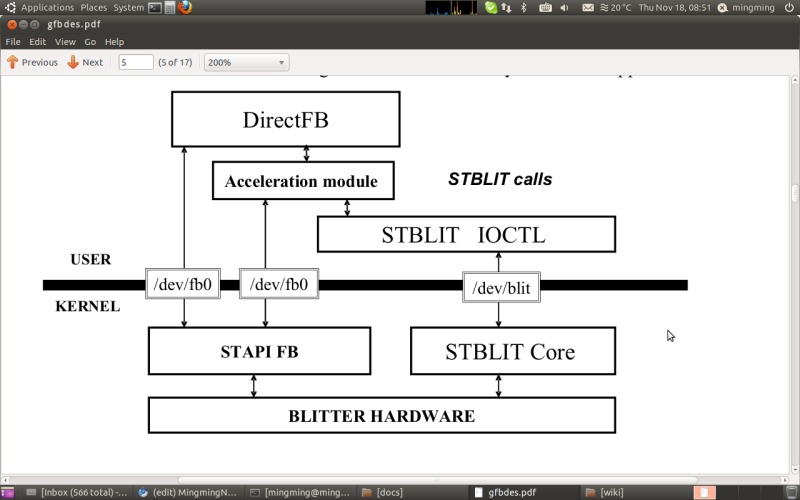 Applications Places System 20 °C Thu Nov 18, 08:51 mingming
gfbdes.pdf
File Edit View Go Help
Previous Next 5 (5 of 17) 200%
DirectFB
Acceleration module
STBLIT calls
STBLIT IOCTL
USER
/dev/fb0 /dev/fb0 /dev/blit
KERNEL
STAPI FB STBLIT Core
BLITTER HARDWARE
[Inbox (566 total) -... (edit) MingmingN... [mingming@ming... [docs] gfbdes.pdf [wiki]